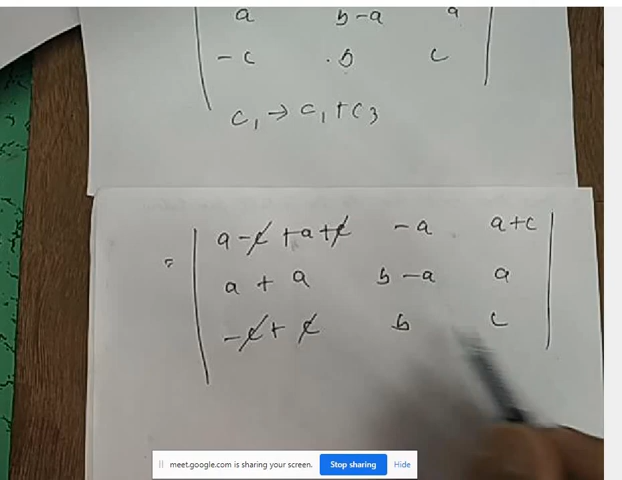 a b-a a
-c b c
c₁ → c₁+c₃
= | a-c+a+c -a a+c |
| a+a b-a a |
| -c+c b c |
meet.google.com is sharing your screen. Stop sharing Hide